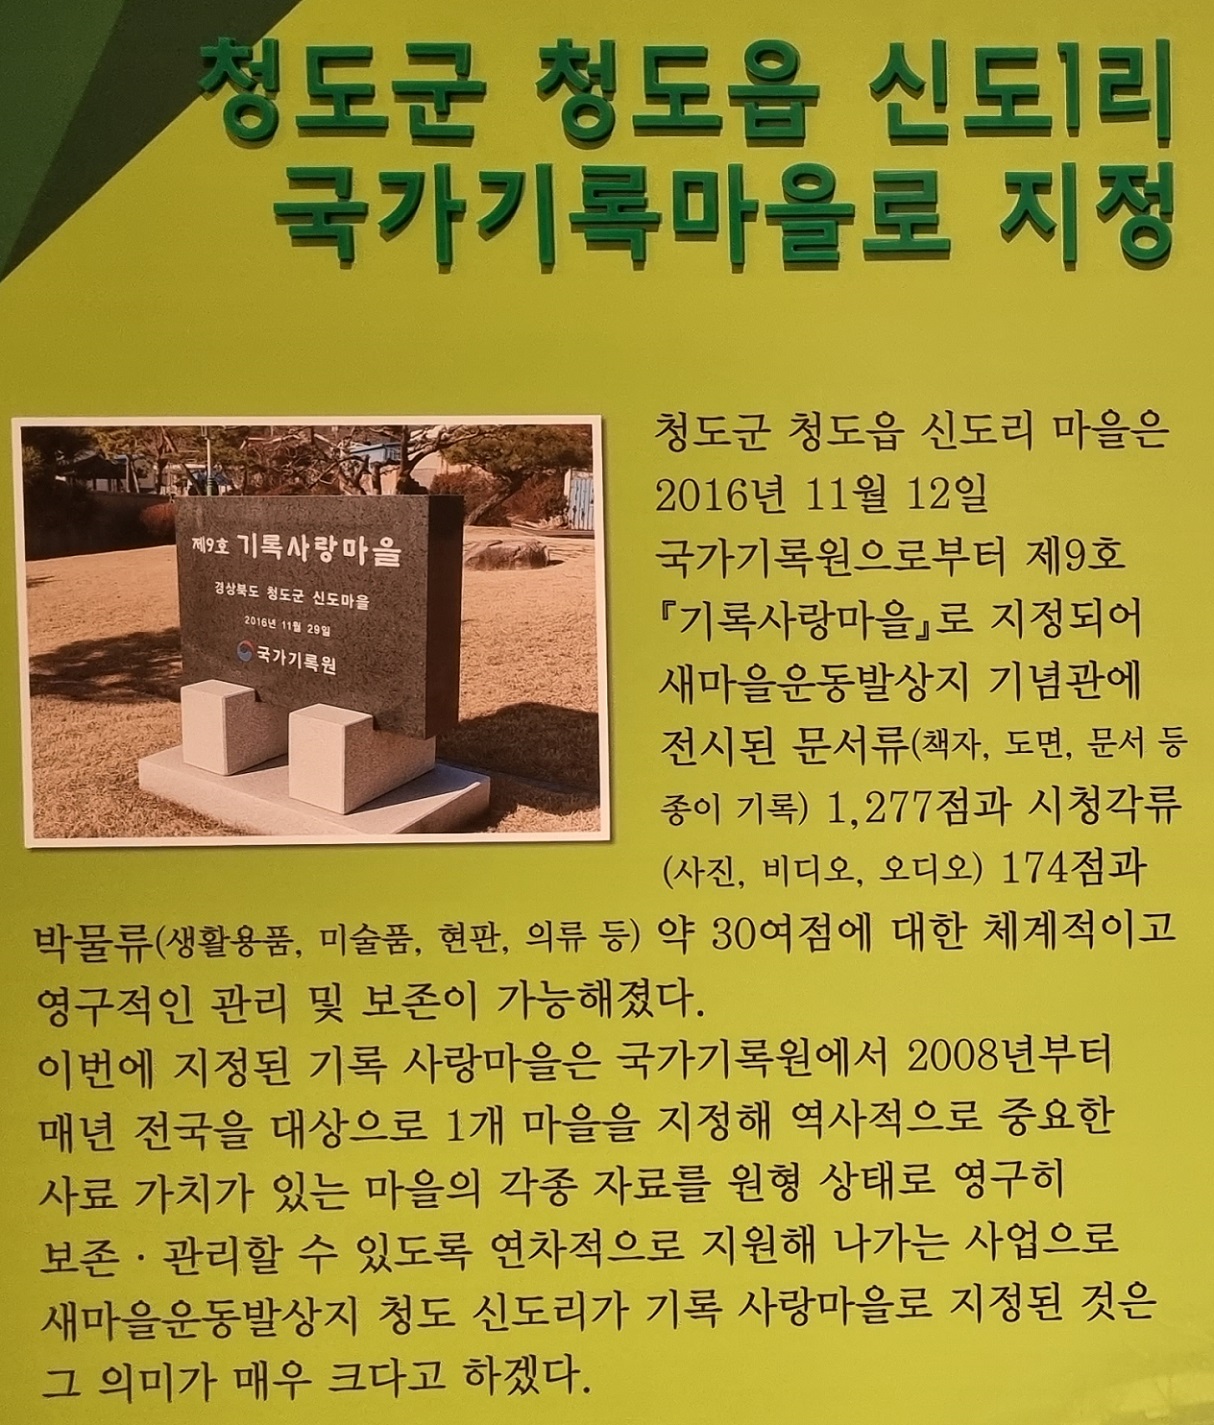 청도군 청도읍 신도1리
국가기록마을로 지정
제9호 기록사랑마을
경상북도 청도군 신도마을
2016년 11월 29일
국가기록원
청도군 청도읍 신도리 마을은
2016년 11월 12일
국가기록원으로부터 제9호
『기록사랑마을』로 지정되어
새마을운동발상지 기념관에
전시된 문서류(책자, 도면, 문서 등
종이 기록) 1,277점과 시청각류
(사진, 비디오, 오디오) 174점과
박물류(생활용품, 미술품, 현판, 의류 등) 약 30여점에 대한 체계적이고
영구적인 관리 및 보존이 가능해졌다.
이번에 지정된 기록 사랑마을은 국가기록원에서 2008년부터
매년 전국을 대상으로 1개 마을을 지정해 역사적으로 중요한
사료 가치가 있는 마을의 각종 자료를 원형 상태로 영구히
보존 · 관리할 수 있도록 연차적으로 지원해 나가는 사업으로
새마을운동발상지 청도 신도리가 기록 사랑마을로 지정된 것은
그 의미가 매우 크다고 하겠다.